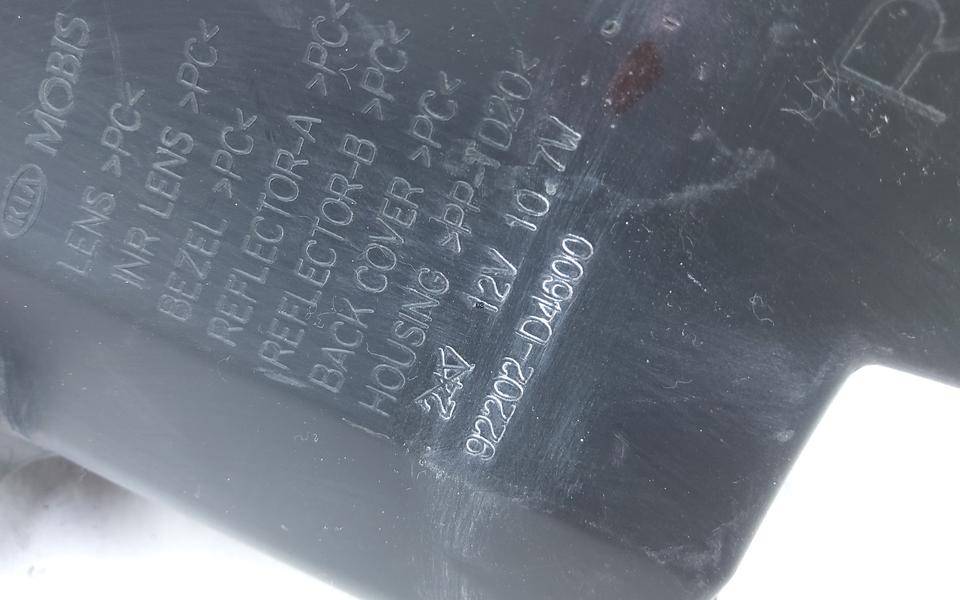 KIA MOBIS
LENS >PC<
INR LENS >PC<
BEZEL >PC<
REFLECTOR-A >PC<
REFLECTOR-B >PC<
BACK COVER >PC<
HOUSING >PP-TD20<
12V 10.7W
92202-D4600
R